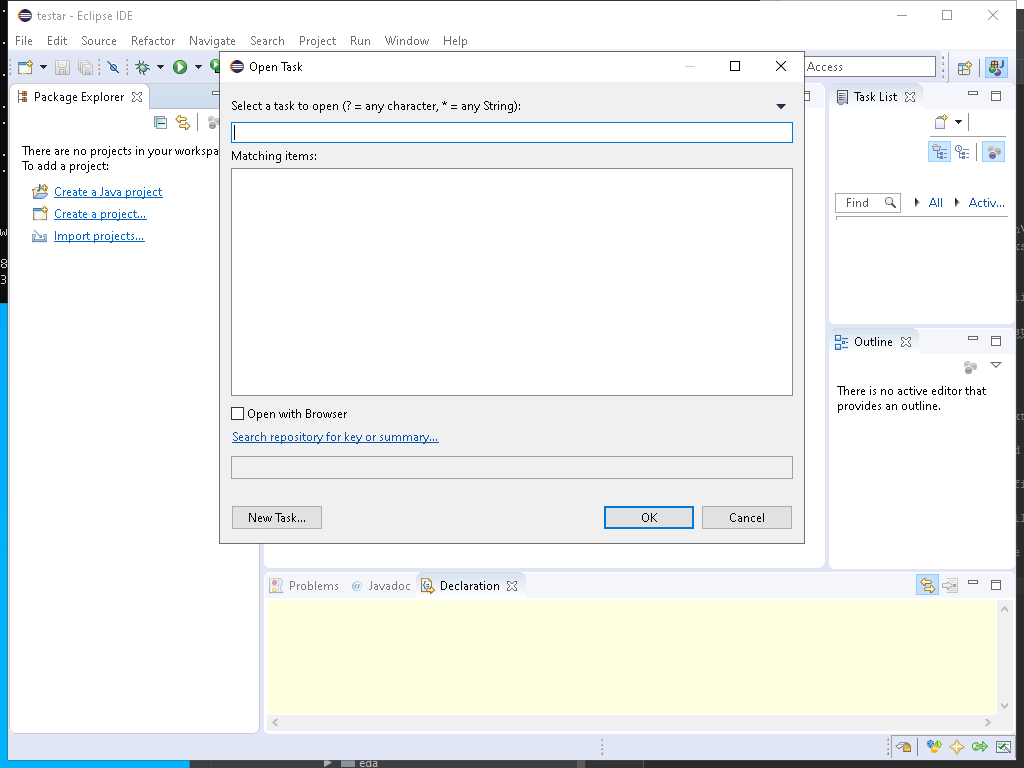 testar - Eclipse IDE
File Edit Source Refactor Navigate Search Project Run Window Help
Open Task
Access
Package Explorer
Select a task to open (? = any character, * = any String):
Task List
Matching items:
There are no projects in your workspa
To add a project:
Create a Java project
Create a project...
Import projects...
Find
All
Activ...
Outline
There is no active editor that
provides an outline.
Open with Browser
Search repository for key or summary...
New Task...
OK
Cancel
Problems
@ Javadoc
Declaration
eda